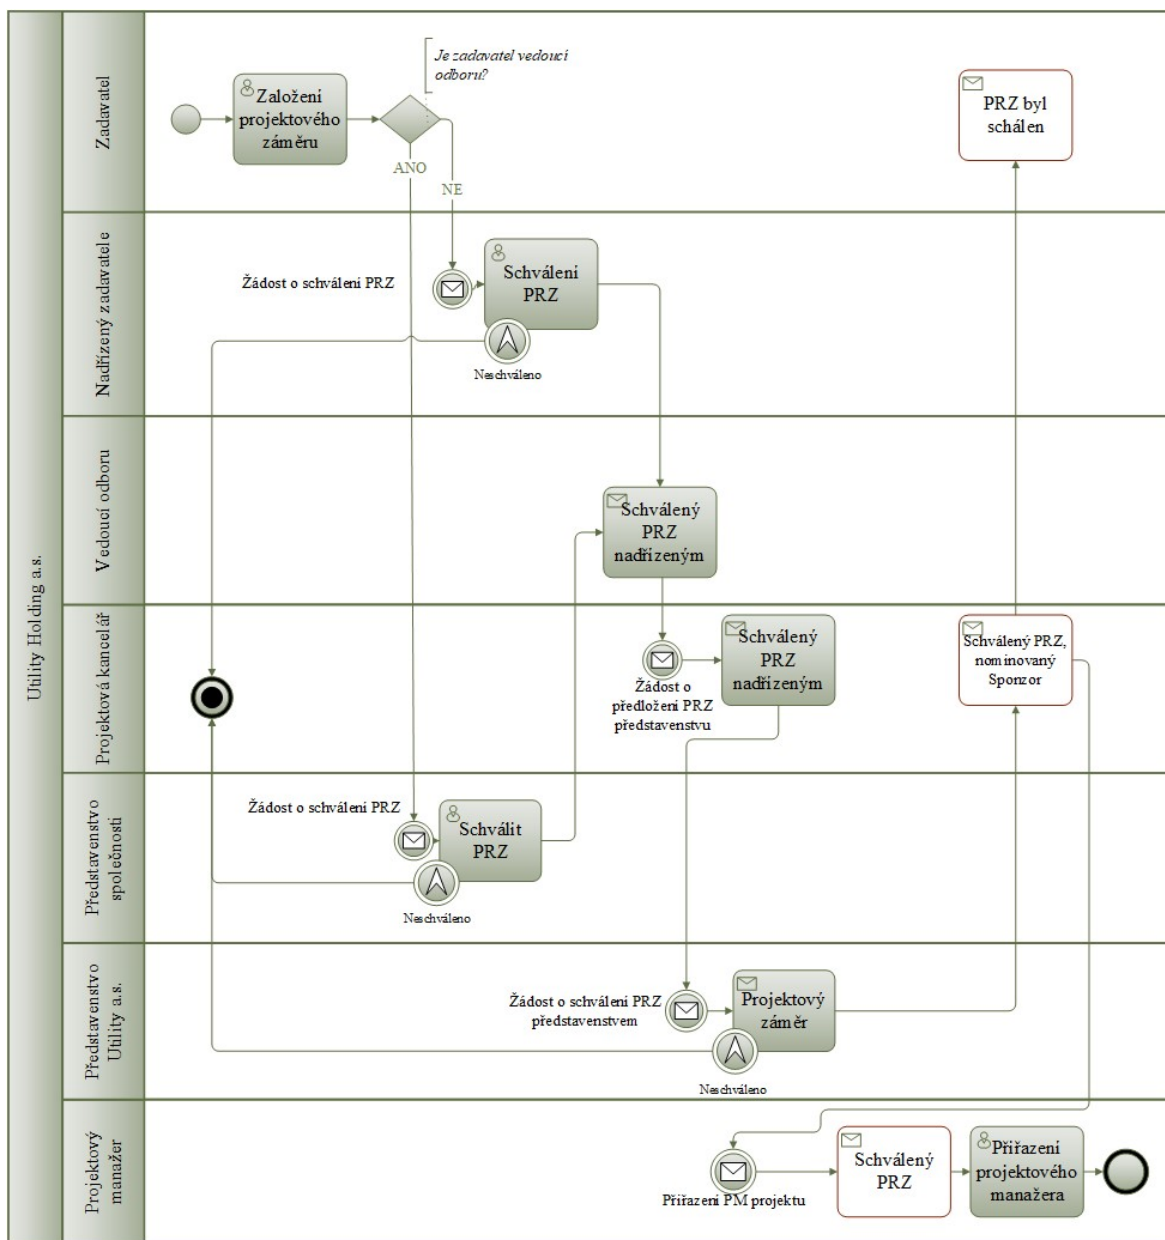 Utility Holding a.s.
Zadavatel
Je zadavatel vedoucí
odboru?
Založení
projektového
záměru
ANO
NE
PRZ byl
schálen
Nadřízený zadavatele
Žádost o schválení PRZ
Schválení
PRZ
Neschváleno
Vedoucí odboru
Schválený
PRZ
nadřízeným
Projektová kancelář
Žádost o
předložení PRZ
představenstvu
Schválený
PRZ
nadřízeným
Schválený PRZ,
nominovaný
Sponzor
Představenstvo
společnosti
Žádost o schválení PRZ
Schválit
PRZ
Neschváleno
Představenstvo
Utility a.s.
Žádost o schválení PRZ
představenstvem
Projektový
záměr
Neschváleno
Projektový
manažer
Přiřazení PM projektu
Schválený
PRZ
Přiřazení
projektového
manažera